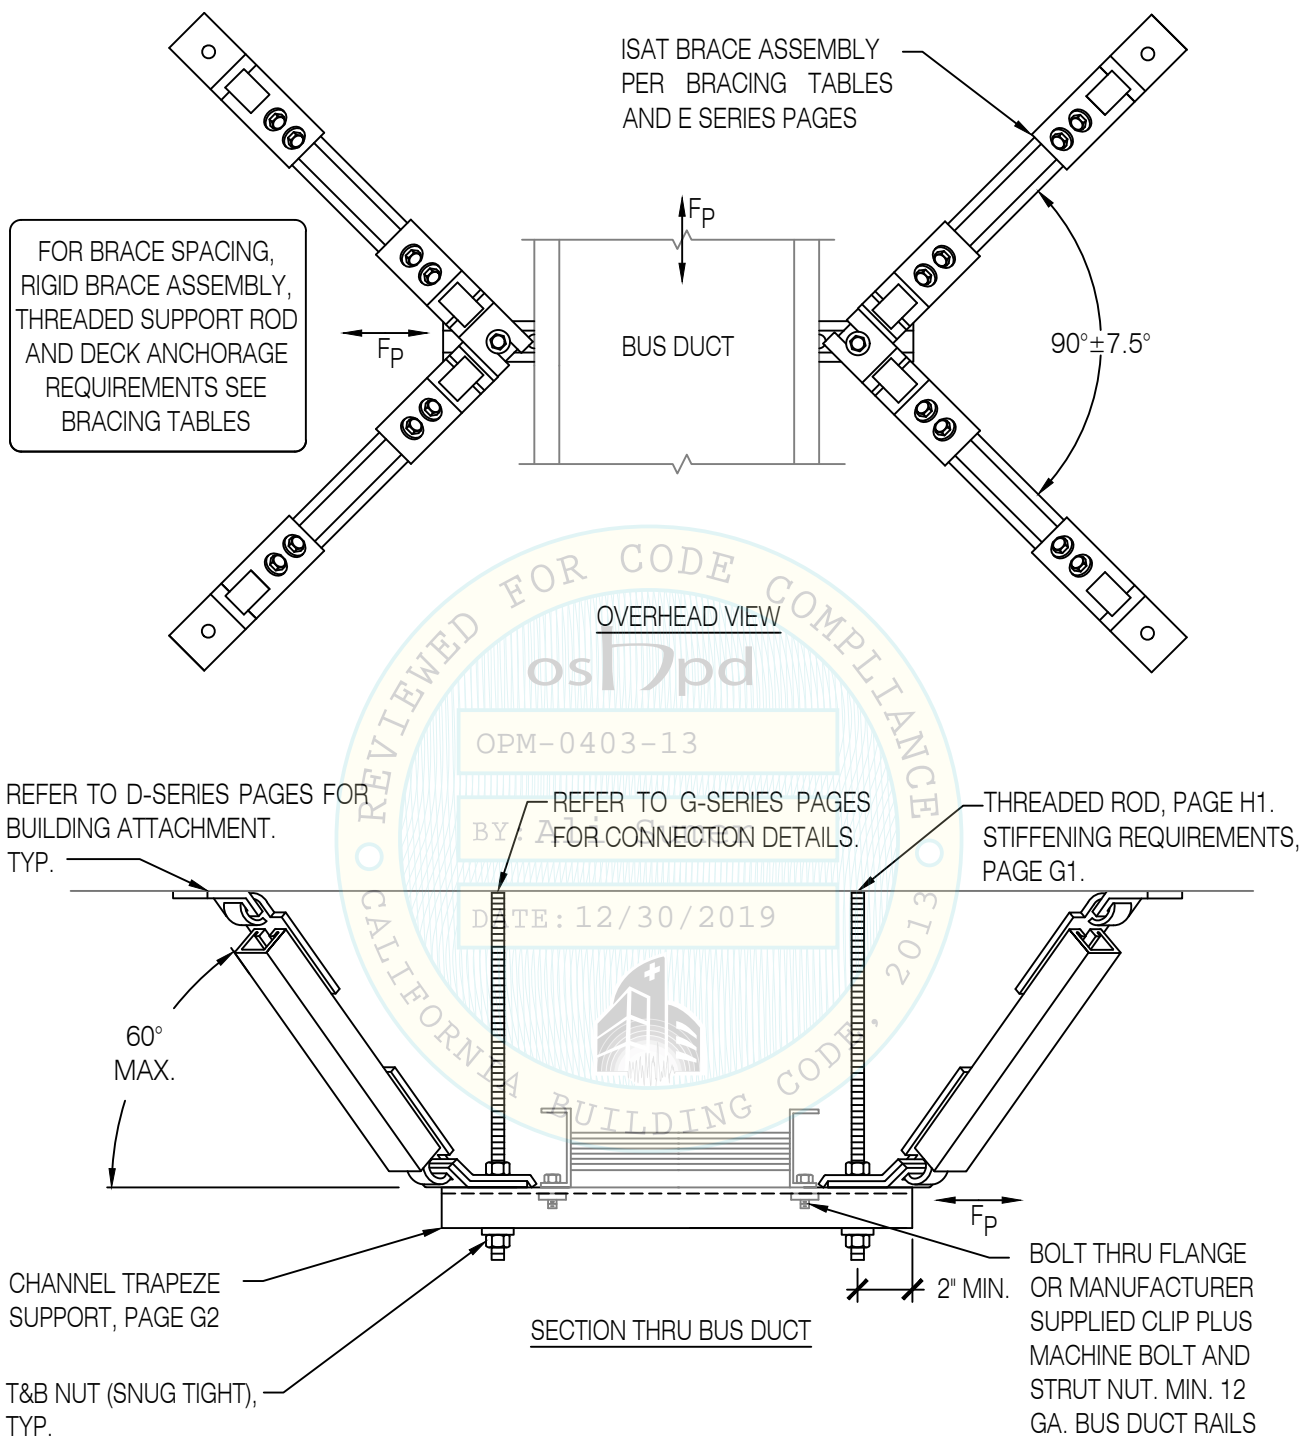 ISAT BRACE ASSEMBLY
PER BRACING TABLES
AND E SERIES PAGES
FP
FOR BRACE SPACING,
RIGID BRACE ASSEMBLY,
THREADED SUPPORT ROD
AND DECK ANCHORAGE
REQUIREMENTS SEE
BRACING TABLES
FP
BUS DUCT
90°±7.5°
OVERHEAD VIEW
REVIEWED FOR CODE COMPLIANCE
oshpd
OPM-0403-13
BY: Ali
DATE: 12/30/2019
CALIFORNIA BUILDING CODE, 2013
REFER TO D-SERIES PAGES FOR
BUILDING ATTACHMENT.
TYP.
REFER TO G-SERIES PAGES
FOR CONNECTION DETAILS.
THREADED ROD, PAGE H1.
STIFFENING REQUIREMENTS,
PAGE G1.
60°
MAX.
FP
CHANNEL TRAPEZE
SUPPORT, PAGE G2
2" MIN.
BOLT THRU FLANGE
OR MANUFACTURER
SUPPLIED CLIP PLUS
MACHINE BOLT AND
STRUT NUT. MIN. 12
GA. BUS DUCT RAILS
SECTION THRU BUS DUCT
T&B NUT (SNUG TIGHT),
TYP.